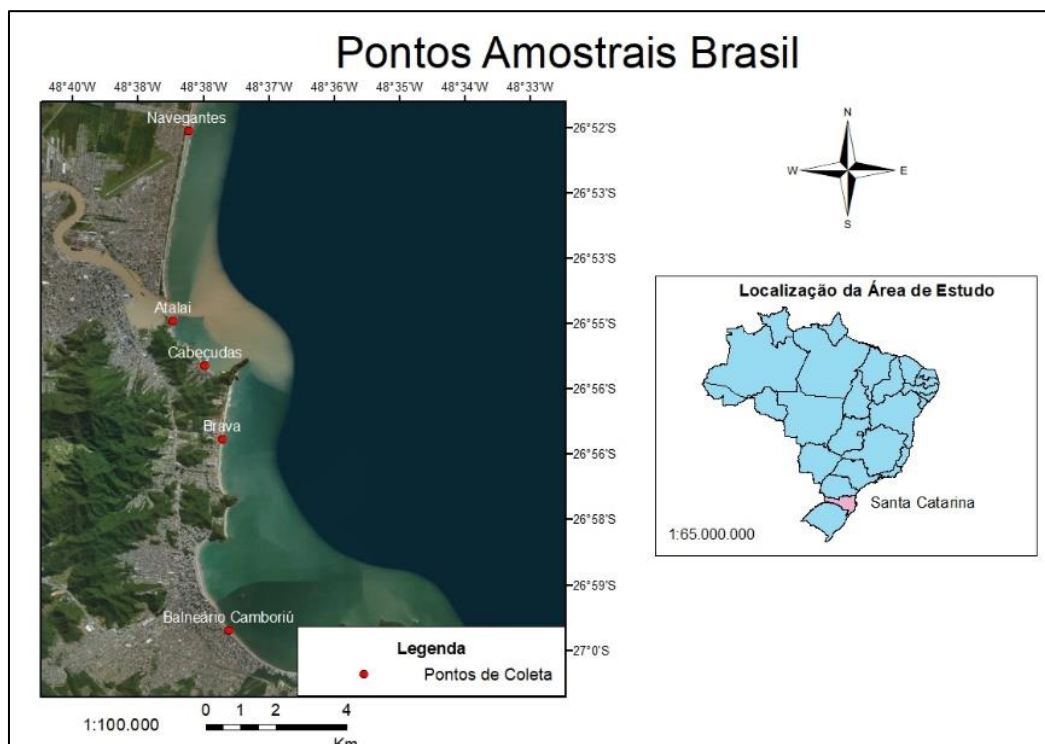 Pontos Amostrais Brasil
48°40'W 48°38'W 48°38'W 48°37'W 48°36'W 48°35'W 48°34'W 48°33'W
Navegantes
26°52'S
26°53'S
26°53'S
Atalai
26°55'S
Cabeçudas
26°56'S
Brava
26°56'S
26°58'S
26°59'S
Balneário Camboriú
27°0'S
Legenda
Pontos de Coleta
1:100.000
0 1 2 4
Km
N
W E
S
Localização da Área de Estudo
Santa Catarina
1:65.000.000